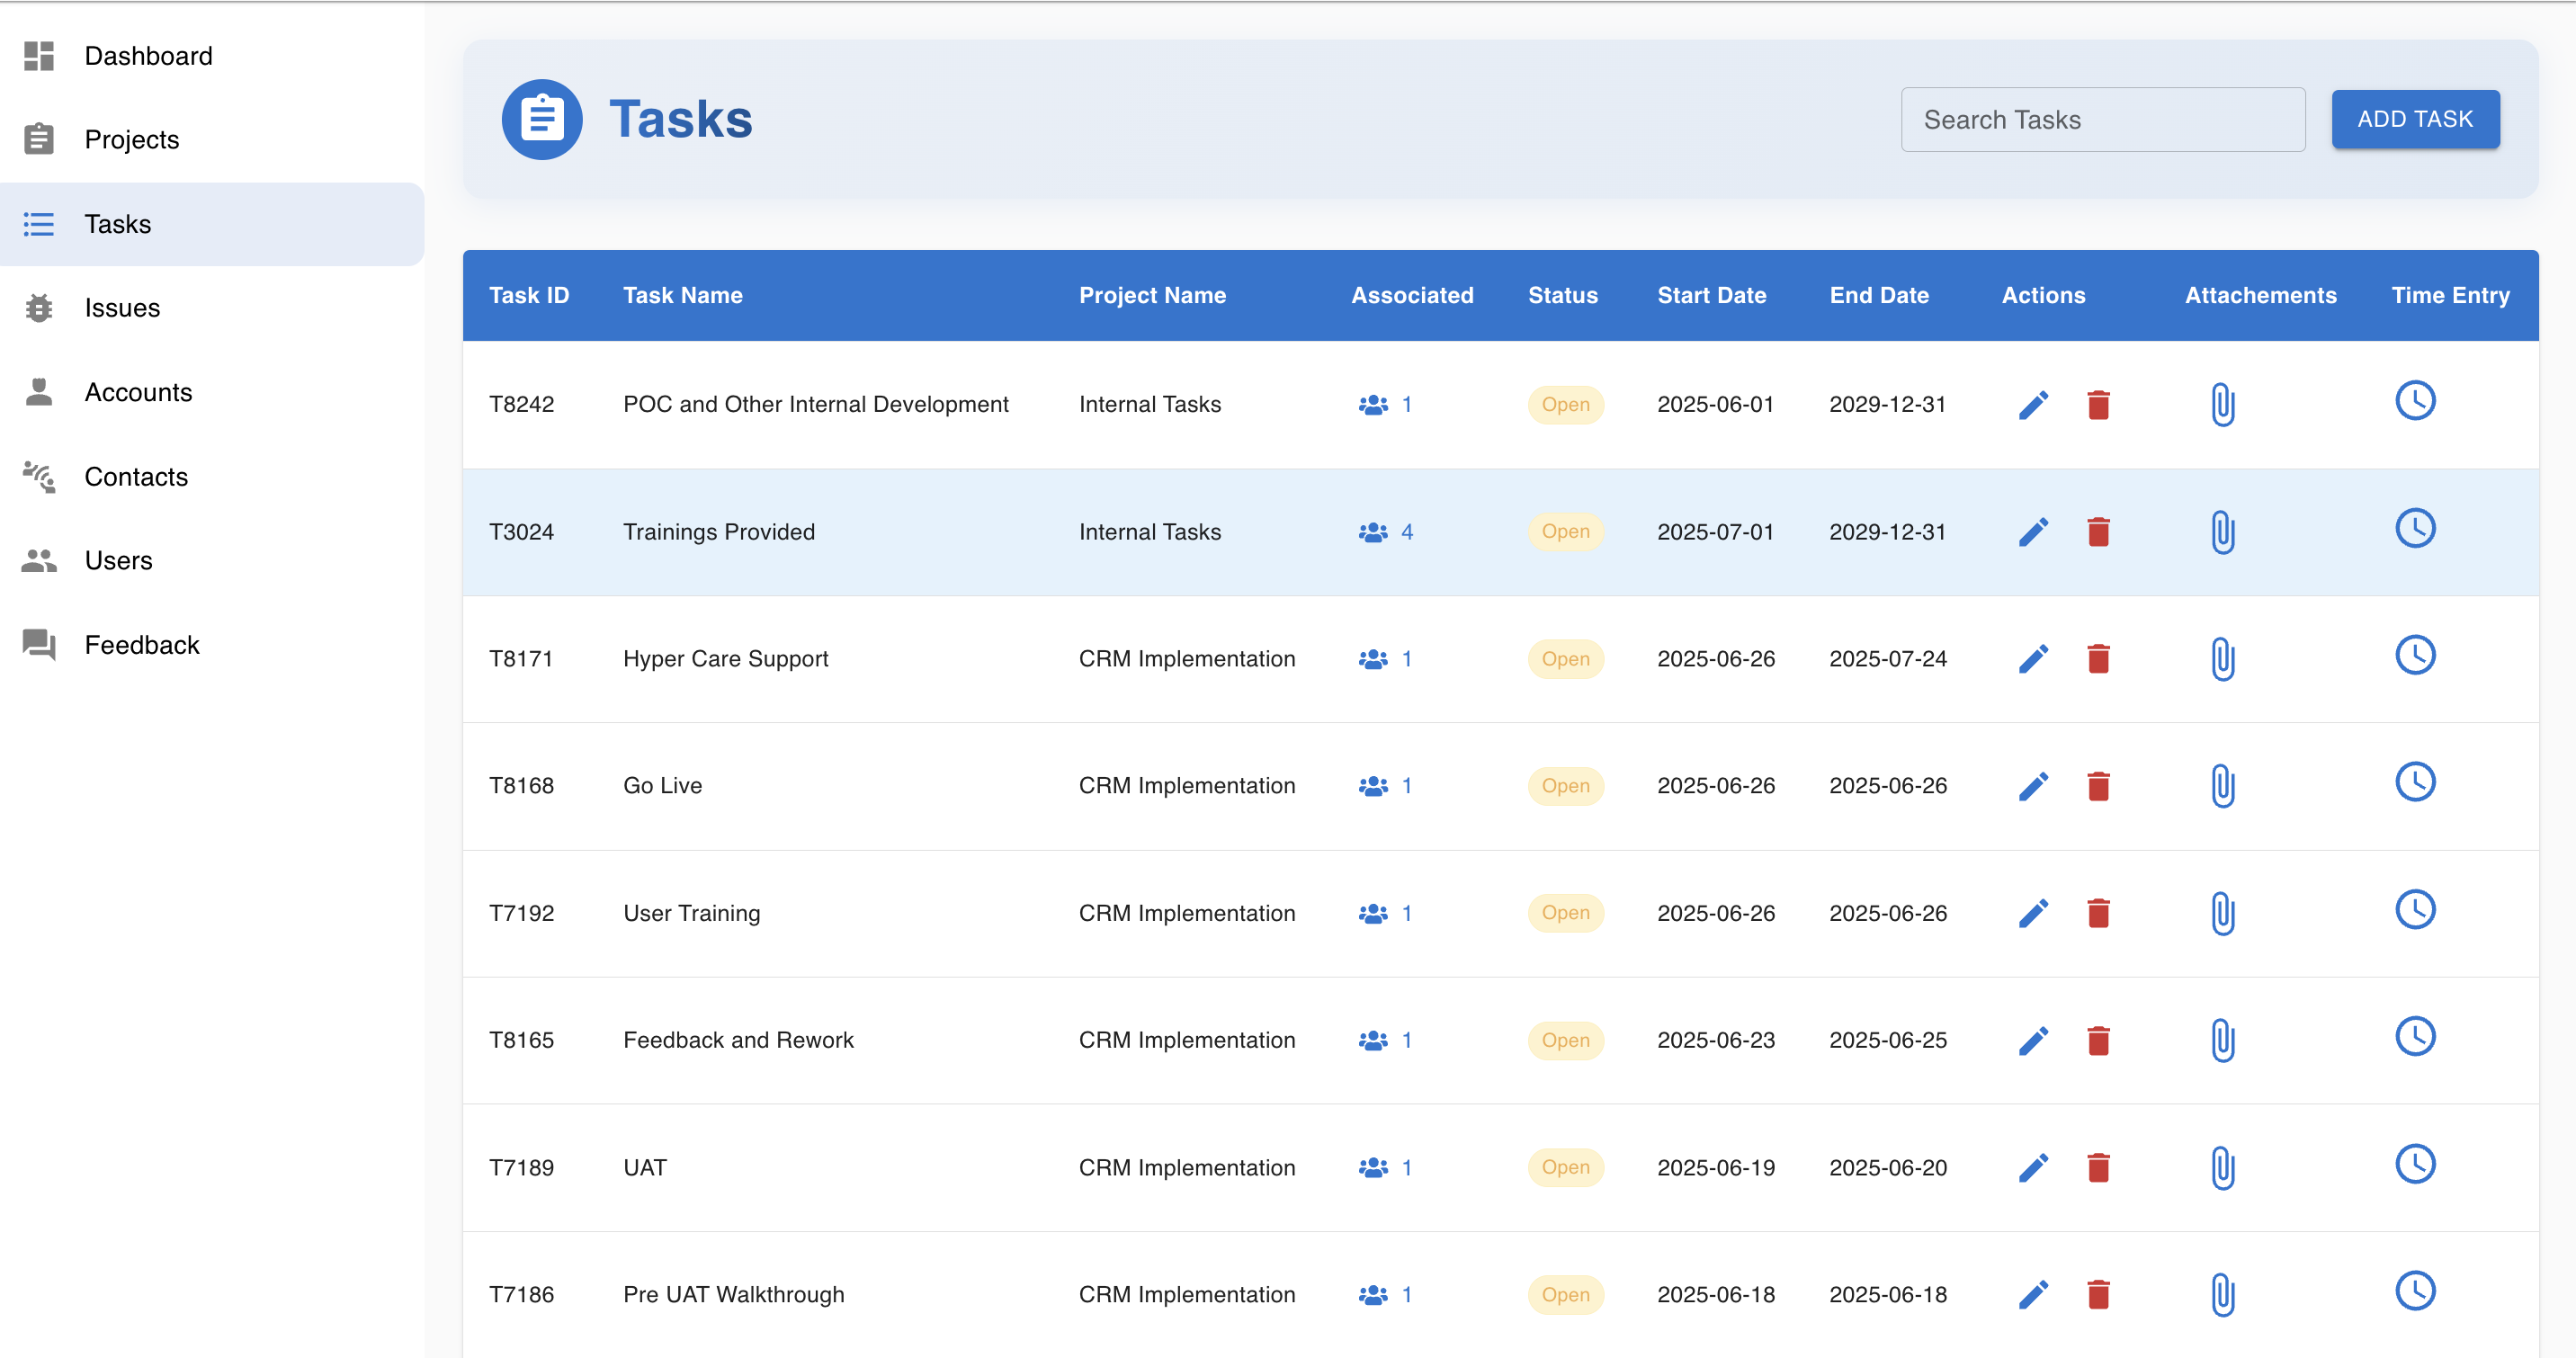 Dashboard
Projects
Tasks
Issues
Accounts
Contacts
Users
Feedback
Tasks
Search Tasks
ADD TASK
Task ID Task Name Project Name Associated Status Start Date End Date Actions Attachements Time Entry
T8242 POC and Other Internal Development Internal Tasks 1 Open 2025-06-01 2029-12-31
T3024 Trainings Provided Internal Tasks 4 Open 2025-07-01 2029-12-31
T8171 Hyper Care Support CRM Implementation 1 Open 2025-06-26 2025-07-24
T8168 Go Live CRM Implementation 1 Open 2025-06-26 2025-06-26
T7192 User Training CRM Implementation 1 Open 2025-06-26 2025-06-26
T8165 Feedback and Rework CRM Implementation 1 Open 2025-06-23 2025-06-25
T7189 UAT CRM Implementation 1 Open 2025-06-19 2025-06-20
T7186 Pre UAT Walkthrough CRM Implementation 1 Open 2025-06-18 2025-06-18